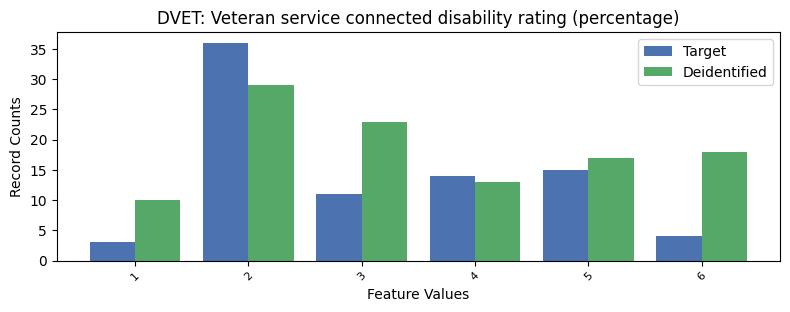 DVET: Veteran service connected disability rating (percentage)
Target
Deidentified
Record Counts
35
30
25
20
15
10
5
0
1 2 3 4 5 6
Feature Values